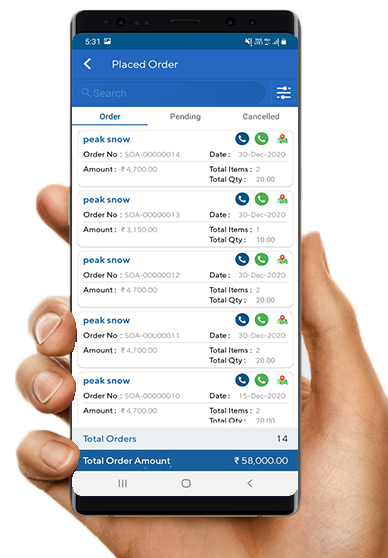 5:31
Placed Order
Search
Order Pending Cancelled
peak snow
Order No : SOA-00000014 Date : 30-Dec-2020
Amount : ₹ 4,700.00 Total Items : 2
Total Qty : 20.00
peak snow
Order No : SOA-00000013 Date : 30-Dec-2020
Amount : ₹ 3,150.00 Total Items : 1
Total Qty : 10.00
peak snow
Order No : SOA-00000012 Date : 30-Dec-2020
Amount : ₹ 4,700.00 Total Items : 2
Total Qty : 20.00
peak snow
Order No : SOA-00000011 Date : 30-Dec-2020
Amount : ₹ 4,700.00 Total Items : 2
Total Qty : 20.00
peak snow
Order No : SOA-00000010 Date : 15-Dec-2020
Amount : ₹ 4,700.00 Total Items : 2
Total Qty : 20.00
Total Orders 14
Total Order Amount ₹ 58,000.00